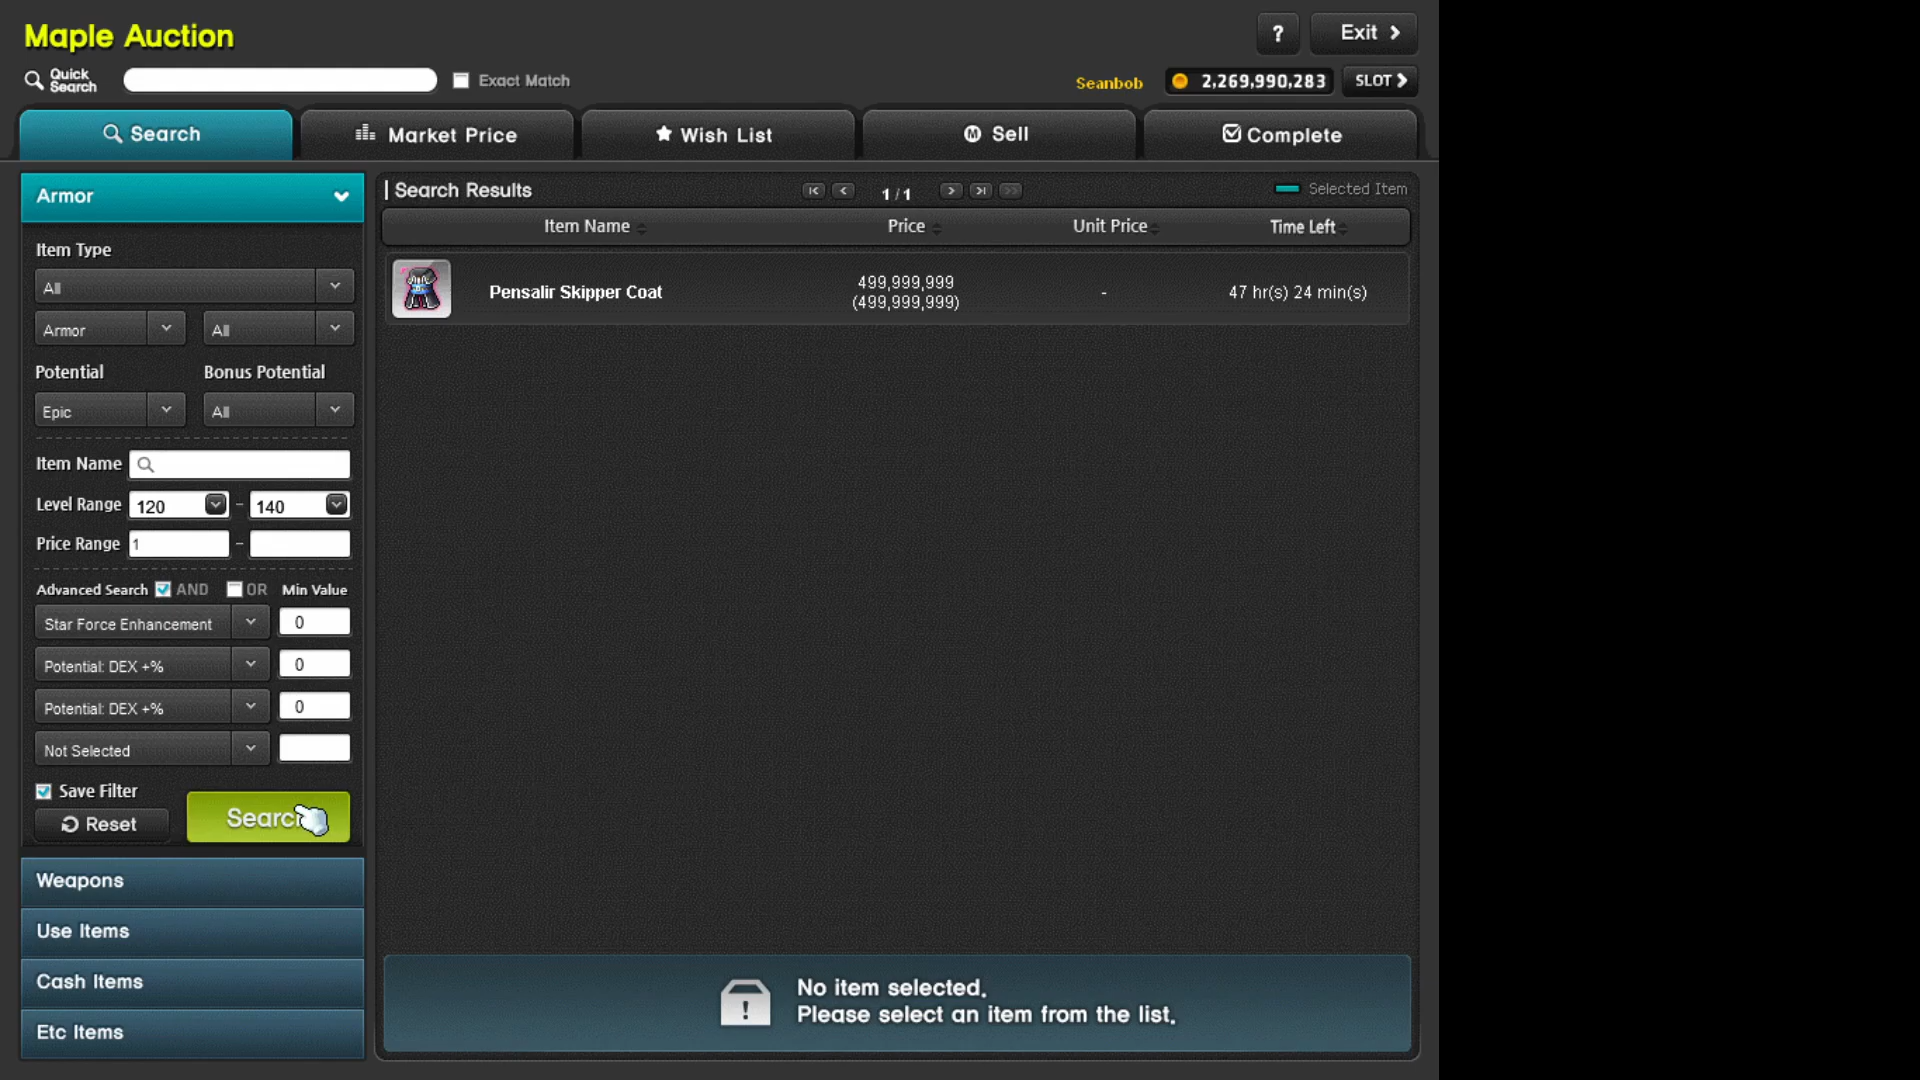 Maple Auction
?
Exit
Quick Search
Exact Match
Seanbob
2,269,990,283
SLOT
Search
Market Price
Wish List
Sell
Complete
Armor
Item Type
All
Armor
All
Potential
Bonus Potential
Epic
All
Item Name
Level Range
120
-
140
Price Range
1
-
Advanced Search
AND
OR
Min Value
Star Force Enhancement
0
Potential: DEX +%
0
Potential: DEX +%
0
Not Selected
Save Filter
Reset
Search
Weapons
Use Items
Cash Items
Etc Items
Search Results
1 / 1
Selected Item
Item Name
Price
Unit Price
Time Left
Pensalir Skipper Coat
499,999,999
(499,999,999)
-
47 hr(s) 24 min(s)
No item selected.
Please select an item from the list.